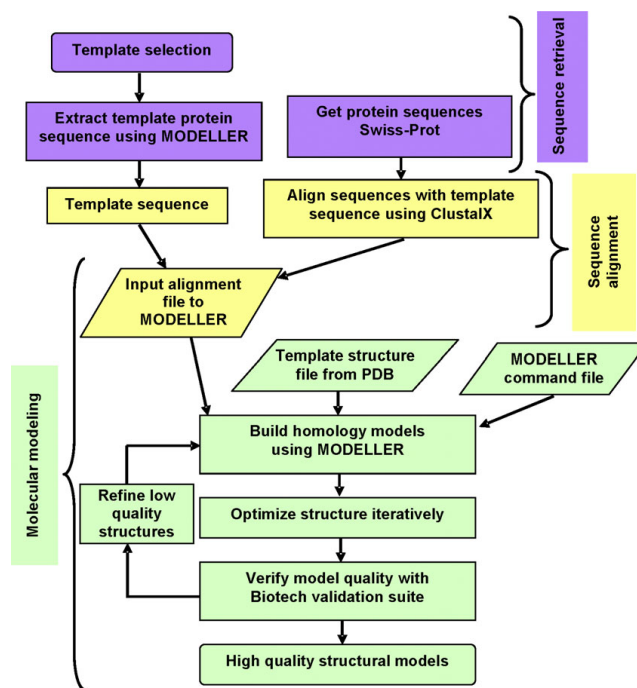 Template selection
Extract template protein
sequence using MODELLER
Get protein sequences
Swiss-Prot
Sequence retrieval
Template sequence
Align sequences with template
sequence using ClustalX
Sequence
alignment
Input alignment
file to
MODELLER
Template structure
file from PDB
MODELLER
command file
Molecular modeling
Build homology models
using MODELLER
Refine low
quality
structures
Optimize structure iteratively
Verify model quality with
Biotech validation suite
High quality structural models